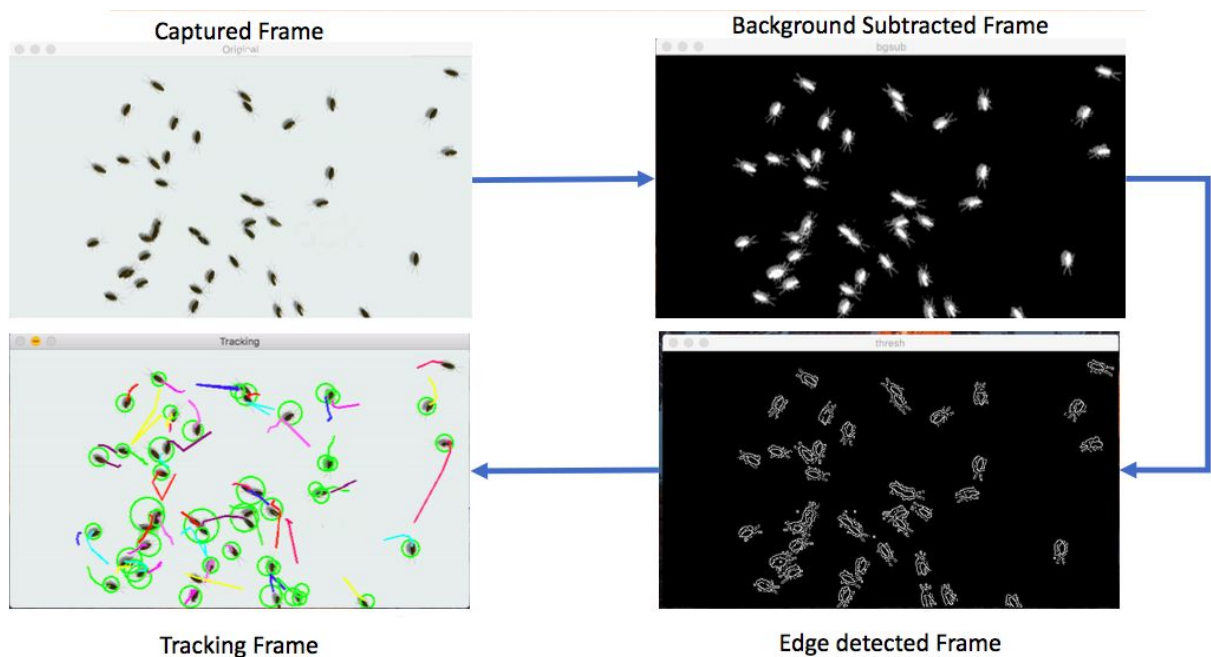 Captured Frame
Original
Background Subtracted Frame
bgsub
Tracking
thresh
Tracking Frame
Edge detected Frame